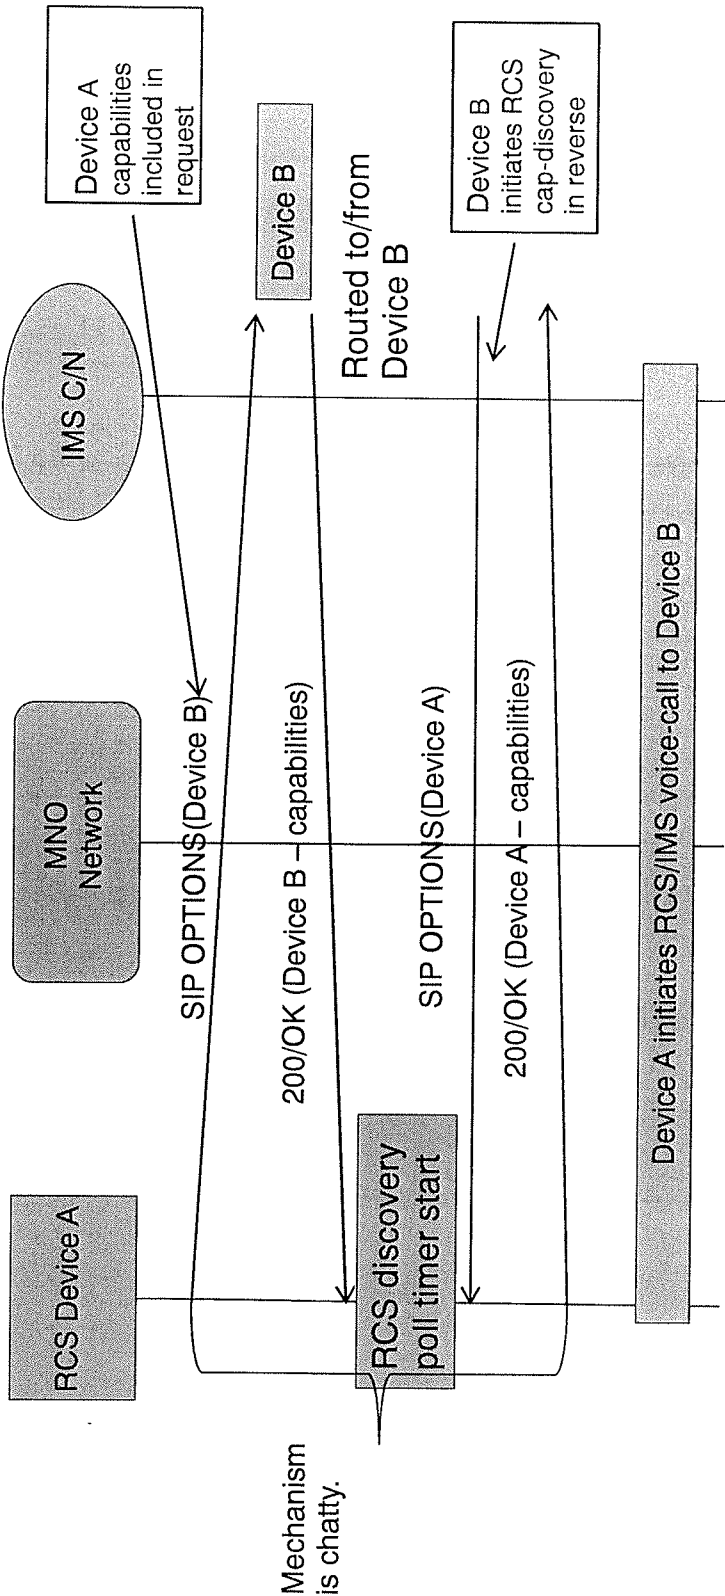 RCS Device A
MNO
Network
IMS C/N
Device A
capabilities
included in
request
SIP OPTIONS(Device B)
Device B
200/OK (Device B – capabilities)
Mechanism
is chatty.
RCS discovery
poll timer start
Routed to/from
Device B
SIP OPTIONS(Device A)
Device B
initiates RCS
cap-discovery
in reverse
200/OK (Device A – capabilities)
Device A initiates RCS/IMS voice-call to Device B